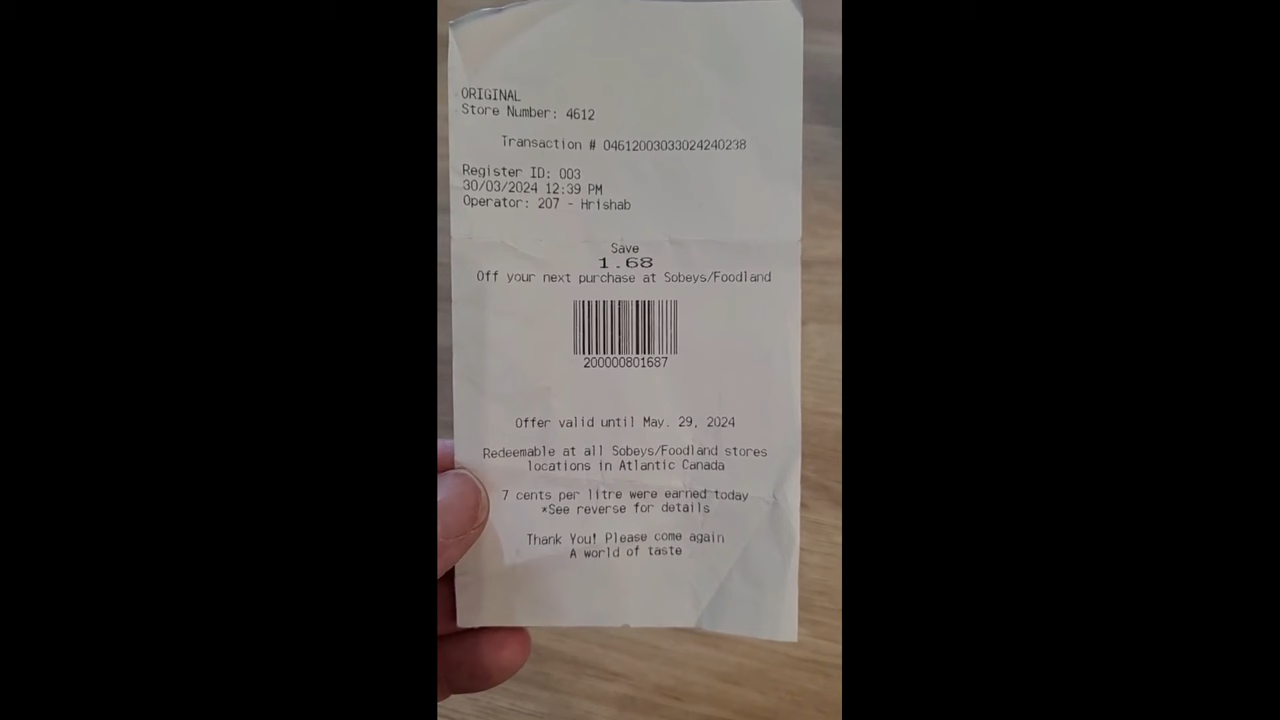 ORIGINAL
Store Number: 4612
Transaction # 04612003033024240238
Register ID: 003
30/03/2024 12:39 PM
Operator: 207 - Hrishab
Save
1.68
Off your next purchase at Sobeys/Foodland
200000801687
Offer valid until May. 29, 2024
Redeemable at all Sobeys/Foodland stores
locations in Atlantic Canada
7 cents per litre were earned today
*See reverse for details
Thank You! Please come again
A world of taste